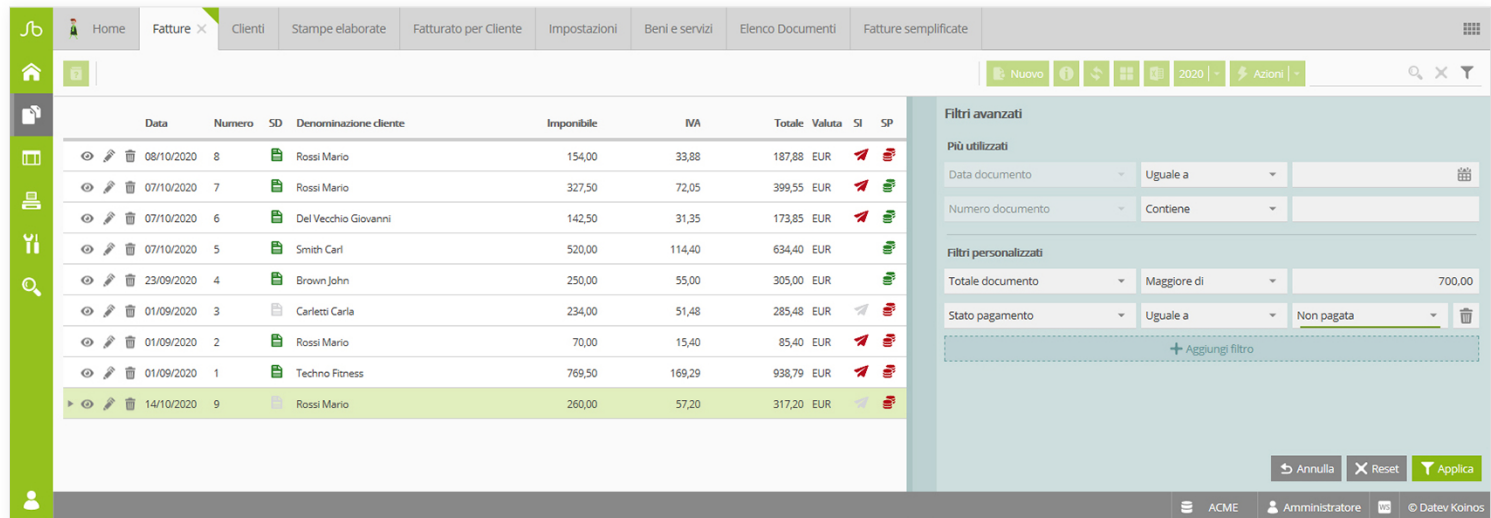 Home Fatture Clienti Stampe elaborate Fatturato per Cliente Impostazioni Beni e servizi Elenco Documenti Fatture semplificate
Nuovo 2020 Azioni
Data Numero SD Denominazione cliente Imponibile IVA Totale Valuta SI SP
08/10/2020 8 Rossi Mario 154,00 33,88 187,88 EUR
07/10/2020 7 Rossi Mario 327,50 72,05 399,55 EUR
07/10/2020 6 Del Vecchio Giovanni 142,50 31,35 173,85 EUR
07/10/2020 5 Smith Carl 520,00 114,40 634,40 EUR
23/09/2020 4 Brown John 250,00 55,00 305,00 EUR
01/09/2020 3 Carletti Carla 234,00 51,48 285,48 EUR
01/09/2020 2 Rossi Mario 70,00 15,40 85,40 EUR
01/09/2020 1 Techno Fitness 769,50 169,29 938,79 EUR
14/10/2020 9 Rossi Mario 260,00 57,20 317,20 EUR
Filtri avanzati
Più utilizzati
Data documento Uguale a
Numero documento Contiene
Filtri personalizzati
Totale documento Maggiore di 700,00
Stato pagamento Uguale a Non pagata
Aggiungi filtro
Annulla Reset Applica
ACME Amministratore WS © Datev Koinos